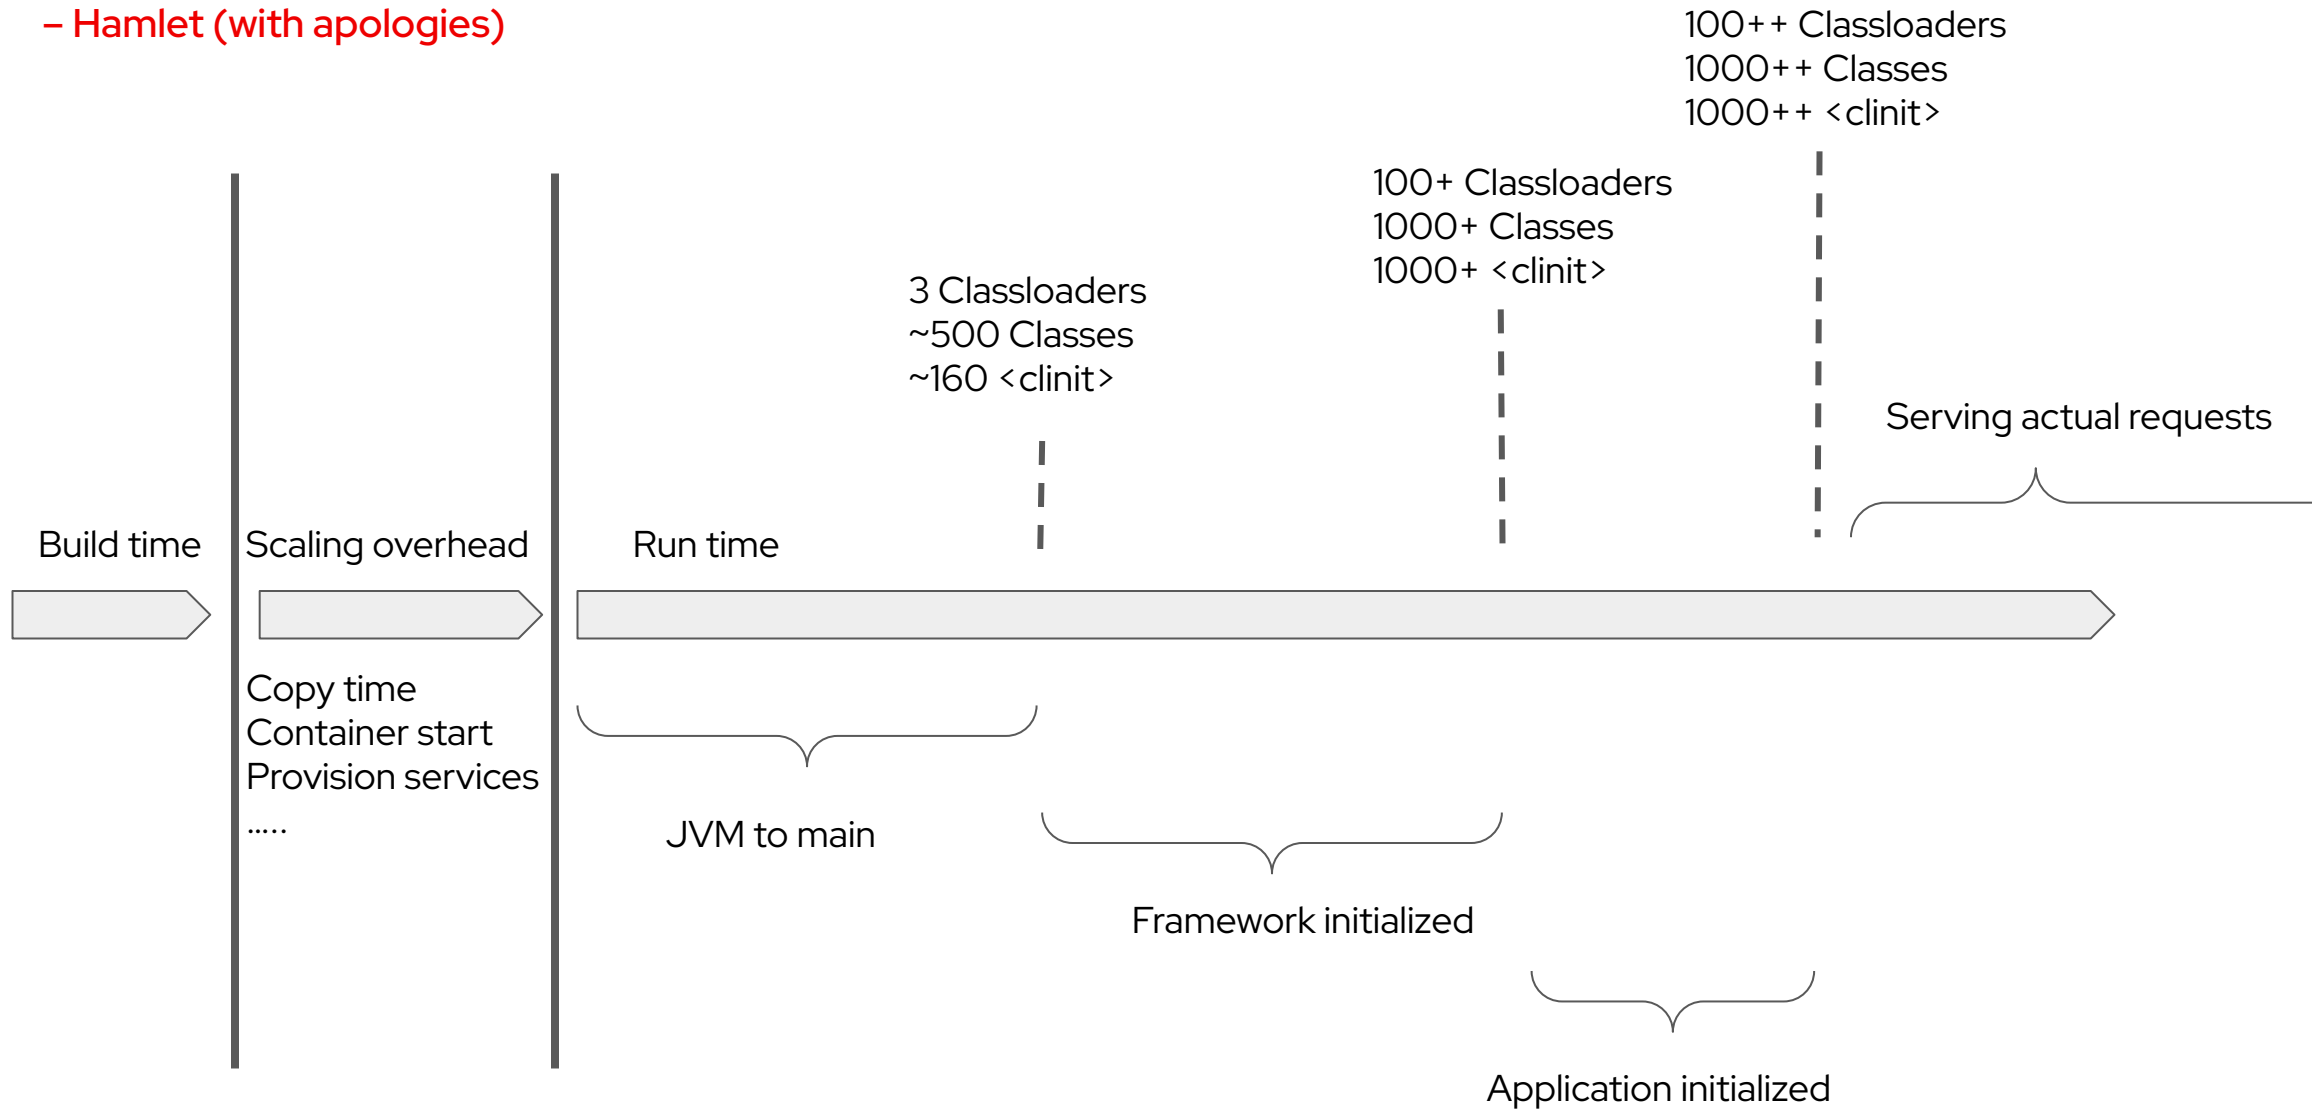 – Hamlet (with apologies)
100++ Classloaders
1000++ Classes
1000++ <clinit>
100+ Classloaders
1000+ Classes
1000+ <clinit>
3 Classloaders
~500 Classes
~160 <clinit>
Serving actual requests
Build time
Scaling overhead
Run time
Copy time
Container start
Provision services
…..
JVM to main
Framework initialized
Application initialized